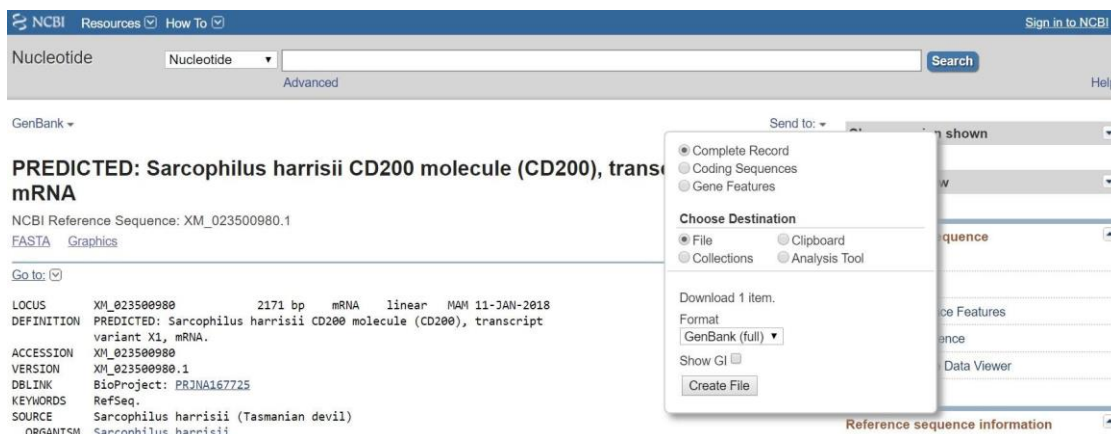 NCBI Resources How To Sign in to NCBI
Nucleotide Nucleotide Search
Advanced Help
GenBank Send to:
n shown
PREDICTED: Sarcophilus harrisii CD200 molecule (CD200), transc
mRNA
NCBI Reference Sequence: XM_023500980.1
FASTA Graphics
Go to:
LOCUS XM_023500980 2171 bp mRNA linear MAM 11-JAN-2018
DEFINITION PREDICTED: Sarcophilus harrisii CD200 molecule (CD200), transcript
variant X1, mRNA.
ACCESSION XM_023500980
VERSION XM_023500980.1
DBLINK BioProject: PRJNA167725
KEYWORDS RefSeq.
SOURCE Sarcophilus harrisii (Tasmanian devil)
ORGANISM Sarcophilus harrisii
Complete Record
Coding Sequences
Gene Features
Choose Destination
File Clipboard
Collections Analysis Tool
Download 1 item.
Format
GenBank (full)
Show GI
Create File
w
equence
ce Features
ence
Data Viewer
Reference sequence information